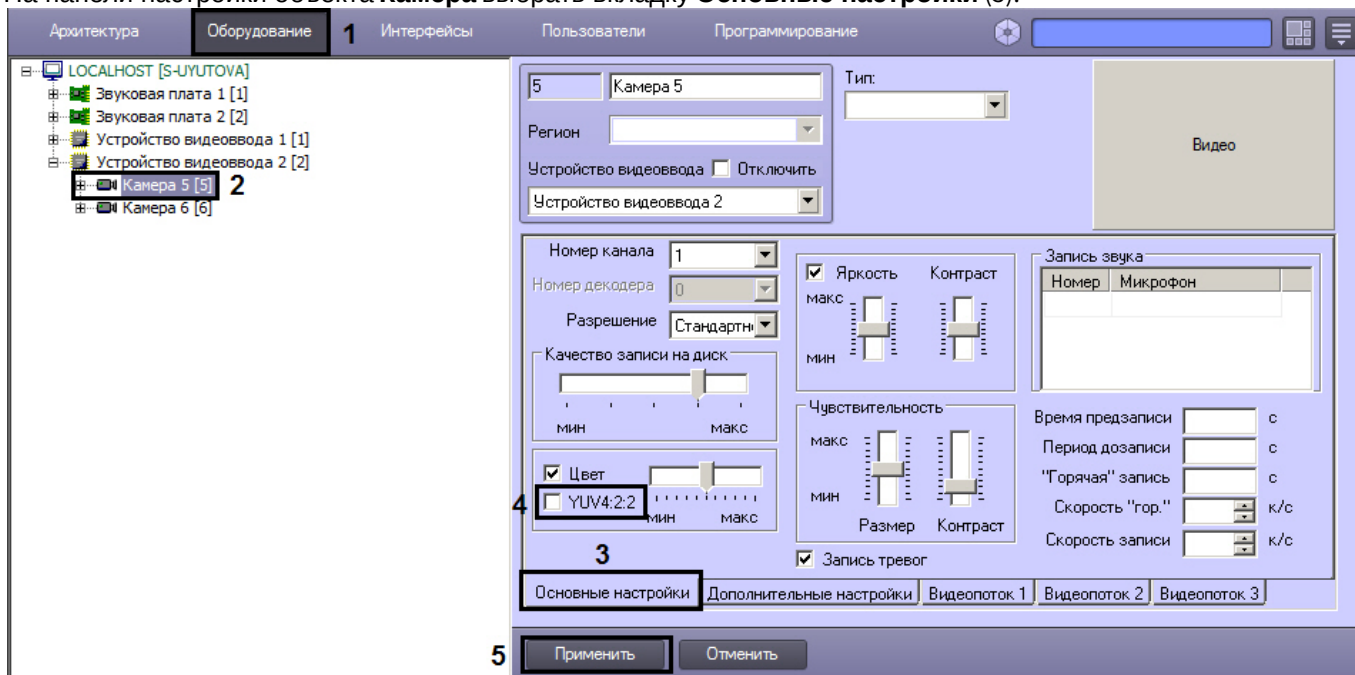 На панели настройки объекта Камера выбрать вкладку Основные настройки (3).
Архитектура Оборудование 1 Интерфейсы Пользователи Программирование
LOCALHOST [S-UYUTOVA]
Звуковая плата 1 [1]
Звуковая плата 2 [2]
Устройство видеоввода 1 [1]
Устройство видеоввода 2 [2]
Камера 5 [5] 2
Камера 6 [6]
5 Камера 5
Тип:
Регион
Устройство видеоввода Отключить
Устройство видеоввода 2
Видео
Номер канала 1
Номер декодера 0
Разрешение Стандартн
Качество записи на диск
мин макс
Цвет
4 YUV4:2:2
мин макс
Яркость Контраст
макс
мин
Чувствительность
макс
мин
Размер Контраст
Запись тревог
Запись звука
Номер Микрофон
Время предзаписи с
Период дозаписи с
"Горячая" запись с
Скорость "гор." к/с
Скорость записи к/с
3
Основные настройки Дополнительные настройки Видеопоток 1 Видеопоток 2 Видеопоток 3
5 Применить Отменить